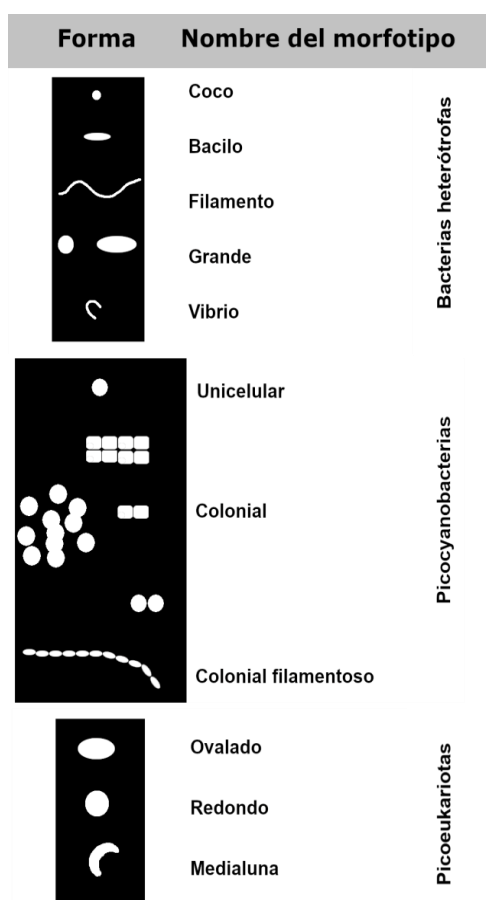 Forma Nombre del morfotipo
Coco
Bacilo
Filamento
Grande
Vibrio
Bacterias heterótrofas
Unicelular
Colonial
Colonial filamentoso
Picocyanobacterias
Ovalado
Redondo
Medialuna
Picoeukariotas